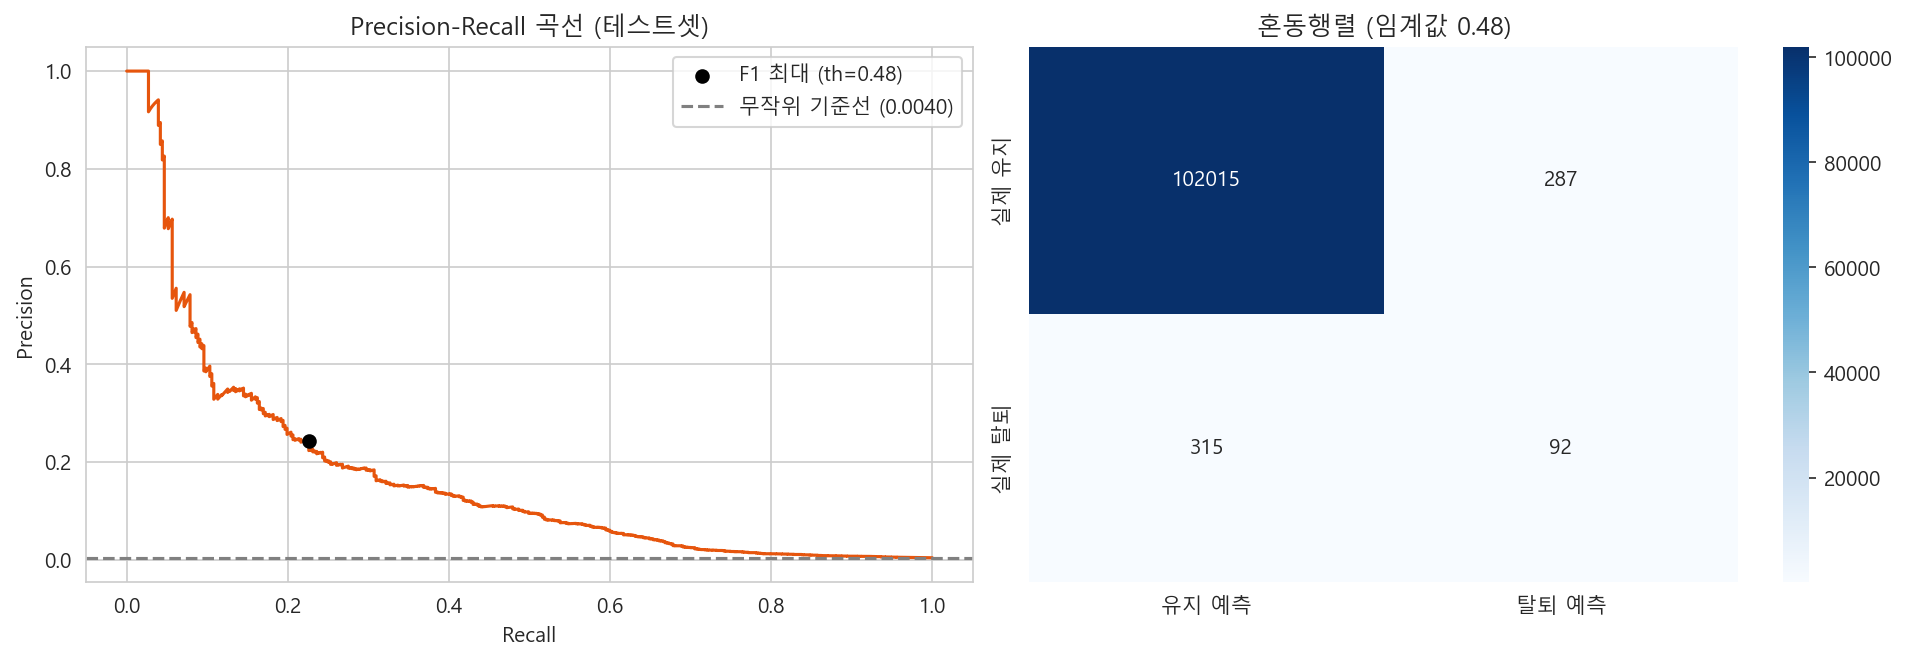 Precision-Recall 곡선 (테스트셋)
1.0
0.8
0.6
0.4
0.2
0.0
Precision
0.0 0.2 0.4 0.6 0.8 1.0
Recall
F1 최대 (th=0.48)
무작위 기준선 (0.0040)
혼동행렬 (임계값 0.48)
실제 유지
102015 287
실제 탈퇴
315 92
유지 예측 탈퇴 예측
100000
80000
60000
40000
20000